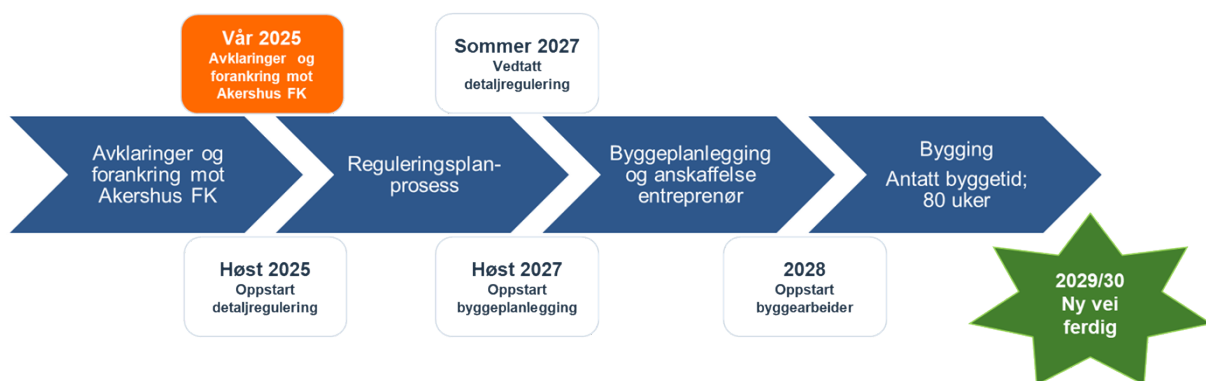 Vår 2025
Avklaringer og
forankring mot
Akershus FK
Sommer 2027
Vedtatt
detaljregulering
Avklaringer og
forankring mot
Akershus FK
Reguleringsplan-
prosess
Byggeplanlegging
og anskaffelse
entreprenør
Bygging
Antatt byggetid;
80 uker
Høst 2025
Oppstart
detaljregulering
Høst 2027
Oppstart
byggeplanlegging
2028
Oppstart
byggearbeider
2029/30
Ny vei
ferdig